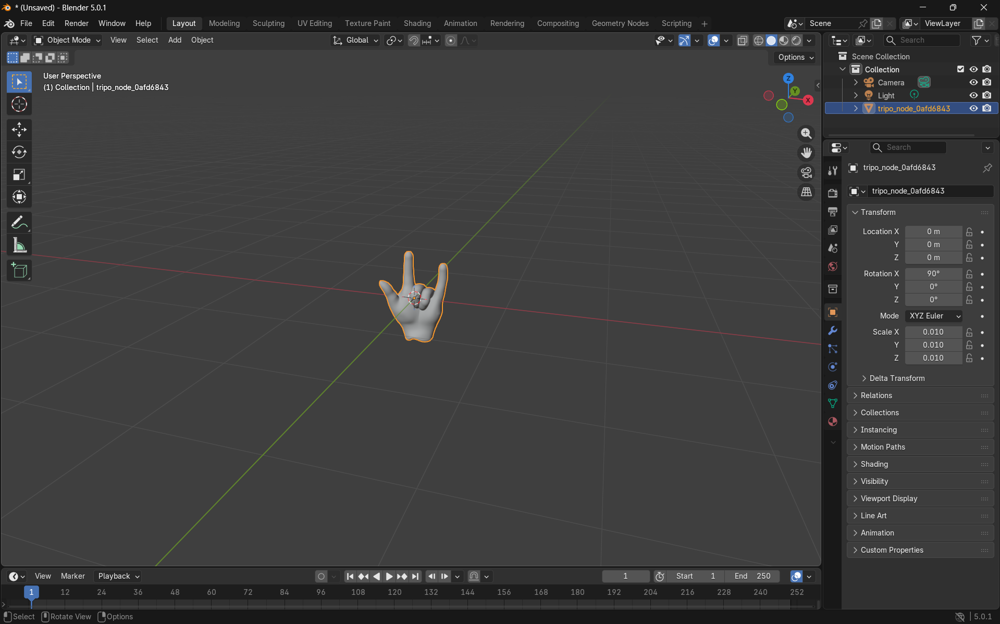 * (Unsaved) - Blender 5.0.1
File Edit Render Window Help Layout Modeling Sculpting UV Editing Texture Paint Shading Animation Rendering Compositing Geometry Nodes Scripting + Scene ViewLayer
Object Mode View Select Add Object Global Search
Options
User Perspective
(1) Collection | tripo_node_0afd6843
Z
Y
X
Scene Collection
Collection
Camera
Light
tripo_node_0afd6843
Search
tripo_node_0afd6843
tripo_node_0afd6843
Transform
Location X 0 m
Y 0 m
Z 0 m
Rotation X 90°
Y 0°
Z 0°
Mode XYZ Euler
Scale X 0.010
Y 0.010
Z 0.010
Delta Transform
Relations
Collections
Instancing
Motion Paths
Shading
Visibility
Viewport Display
Line Art
Animation
Custom Properties
View Marker Playback 1 Start 1 End 250
1 12 24 36 48 60 72 84 96 108 120 132 144 156 168 180 192 204 216 228 240 252
Select Rotate View Options 5.0.1